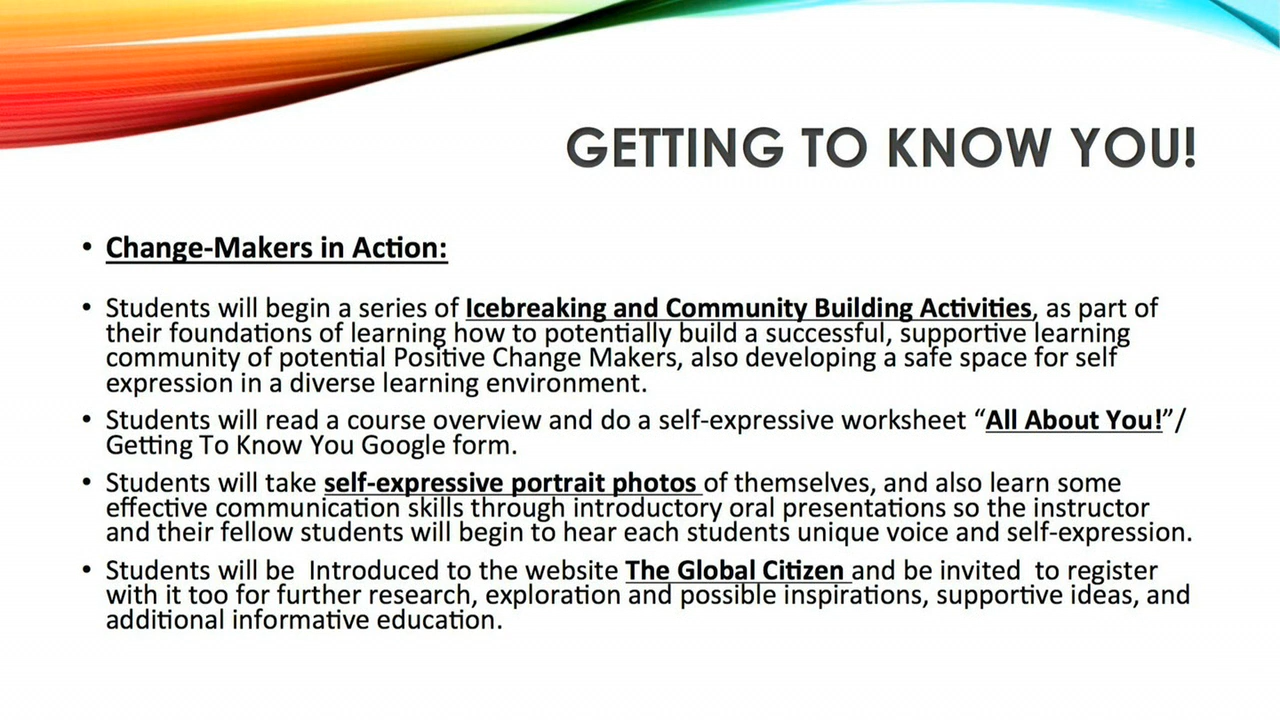 GETTING TO KNOW YOU!
• Change-Makers in Action:
• Students will begin a series of Icebreaking and Community Building Activities, as part of
their foundations of learning how to potentially build a successful, supportive learning
community of potential Positive Change Makers, also developing a safe space for self
expression in a diverse learning environment.
• Students will read a course overview and do a self-expressive worksheet “All About You!”/
Getting To Know You Google form.
• Students will take self-expressive portrait photos of themselves, and also learn some
effective communication skills through introductory oral presentations so the instructor
and their fellow students will begin to hear each students unique voice and self-expression.
• Students will be  Introduced to the website The Global Citizen and be invited  to register
with it too for further research, exploration and possible inspirations, supportive ideas, and
additional informative education.